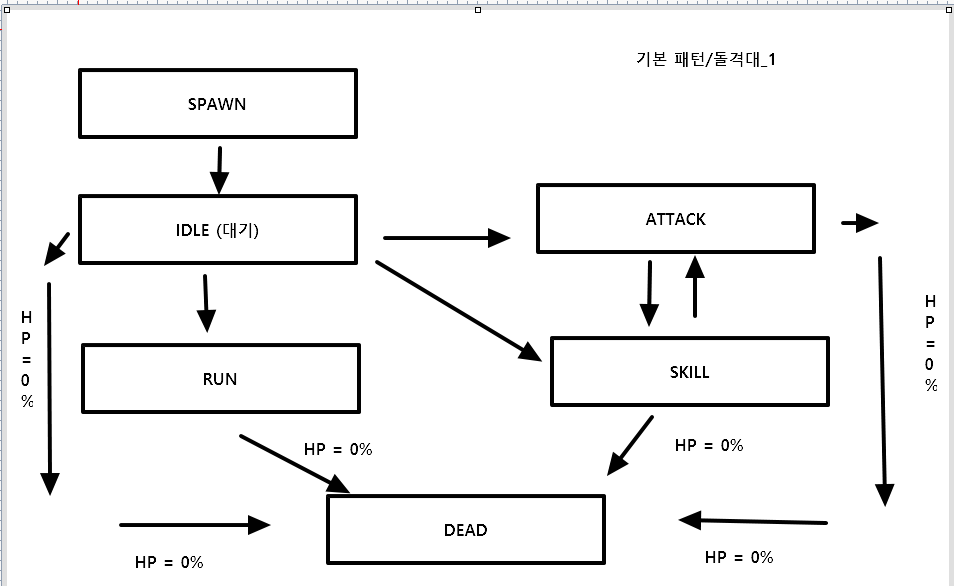 기본 패턴/돌격대_1
SPAWN
IDLE (대기)
ATTACK
H
P
=
0
%
H
P
=
0
%
RUN
SKILL
HP = 0%
HP = 0%
DEAD
HP = 0%
HP = 0%